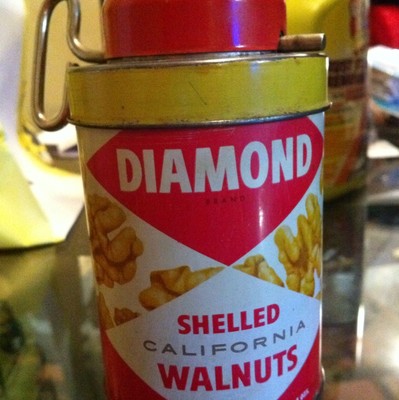 DIAMOND
BRAND
SHELLED
CALIFORNIA
WALNUTS